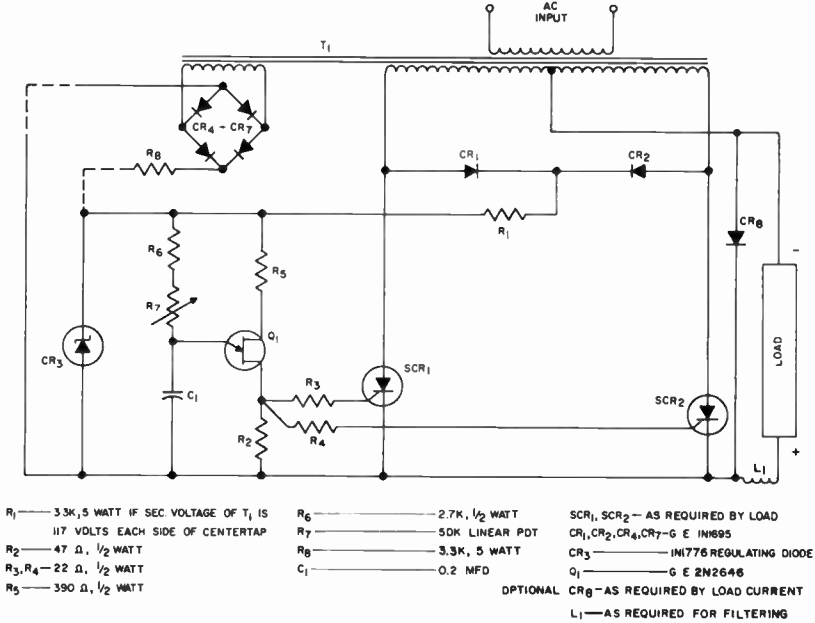 AC
INPUT
T1
CR4 - CR7
R8
CR1
CR2
R1
CR8
-
R6
R5
R7
Q1
CR3
C1
SCR1
R3
R4
R2
SCR2
LOAD
+
L1
R1 — 3.3K, 5 WATT IF SEC. VOLTAGE OF T1 IS
117 VOLTS EACH SIDE OF CENTERTAP
R2 — 47 Ω, 1/2 WATT
R3, R4 — 22 Ω, 1/2 WATT
R5 — 390 Ω, 1/2 WATT
R6 — 2.7K, 1/2 WATT
R7 — 50K LINEAR POT
R8 — 3.3K, 5 WATT
C1 — 0.2 MFD
SCR1, SCR2 — AS REQUIRED BY LOAD
CR1, CR2, CR4, CR7 - G E IN1695
CR3 — IN1776 REGULATING DIODE
Q1 — G E 2N2646
OPTIONAL CR8 - AS REQUIRED BY LOAD CURRENT
L1 — AS REQUIRED FOR FILTERING